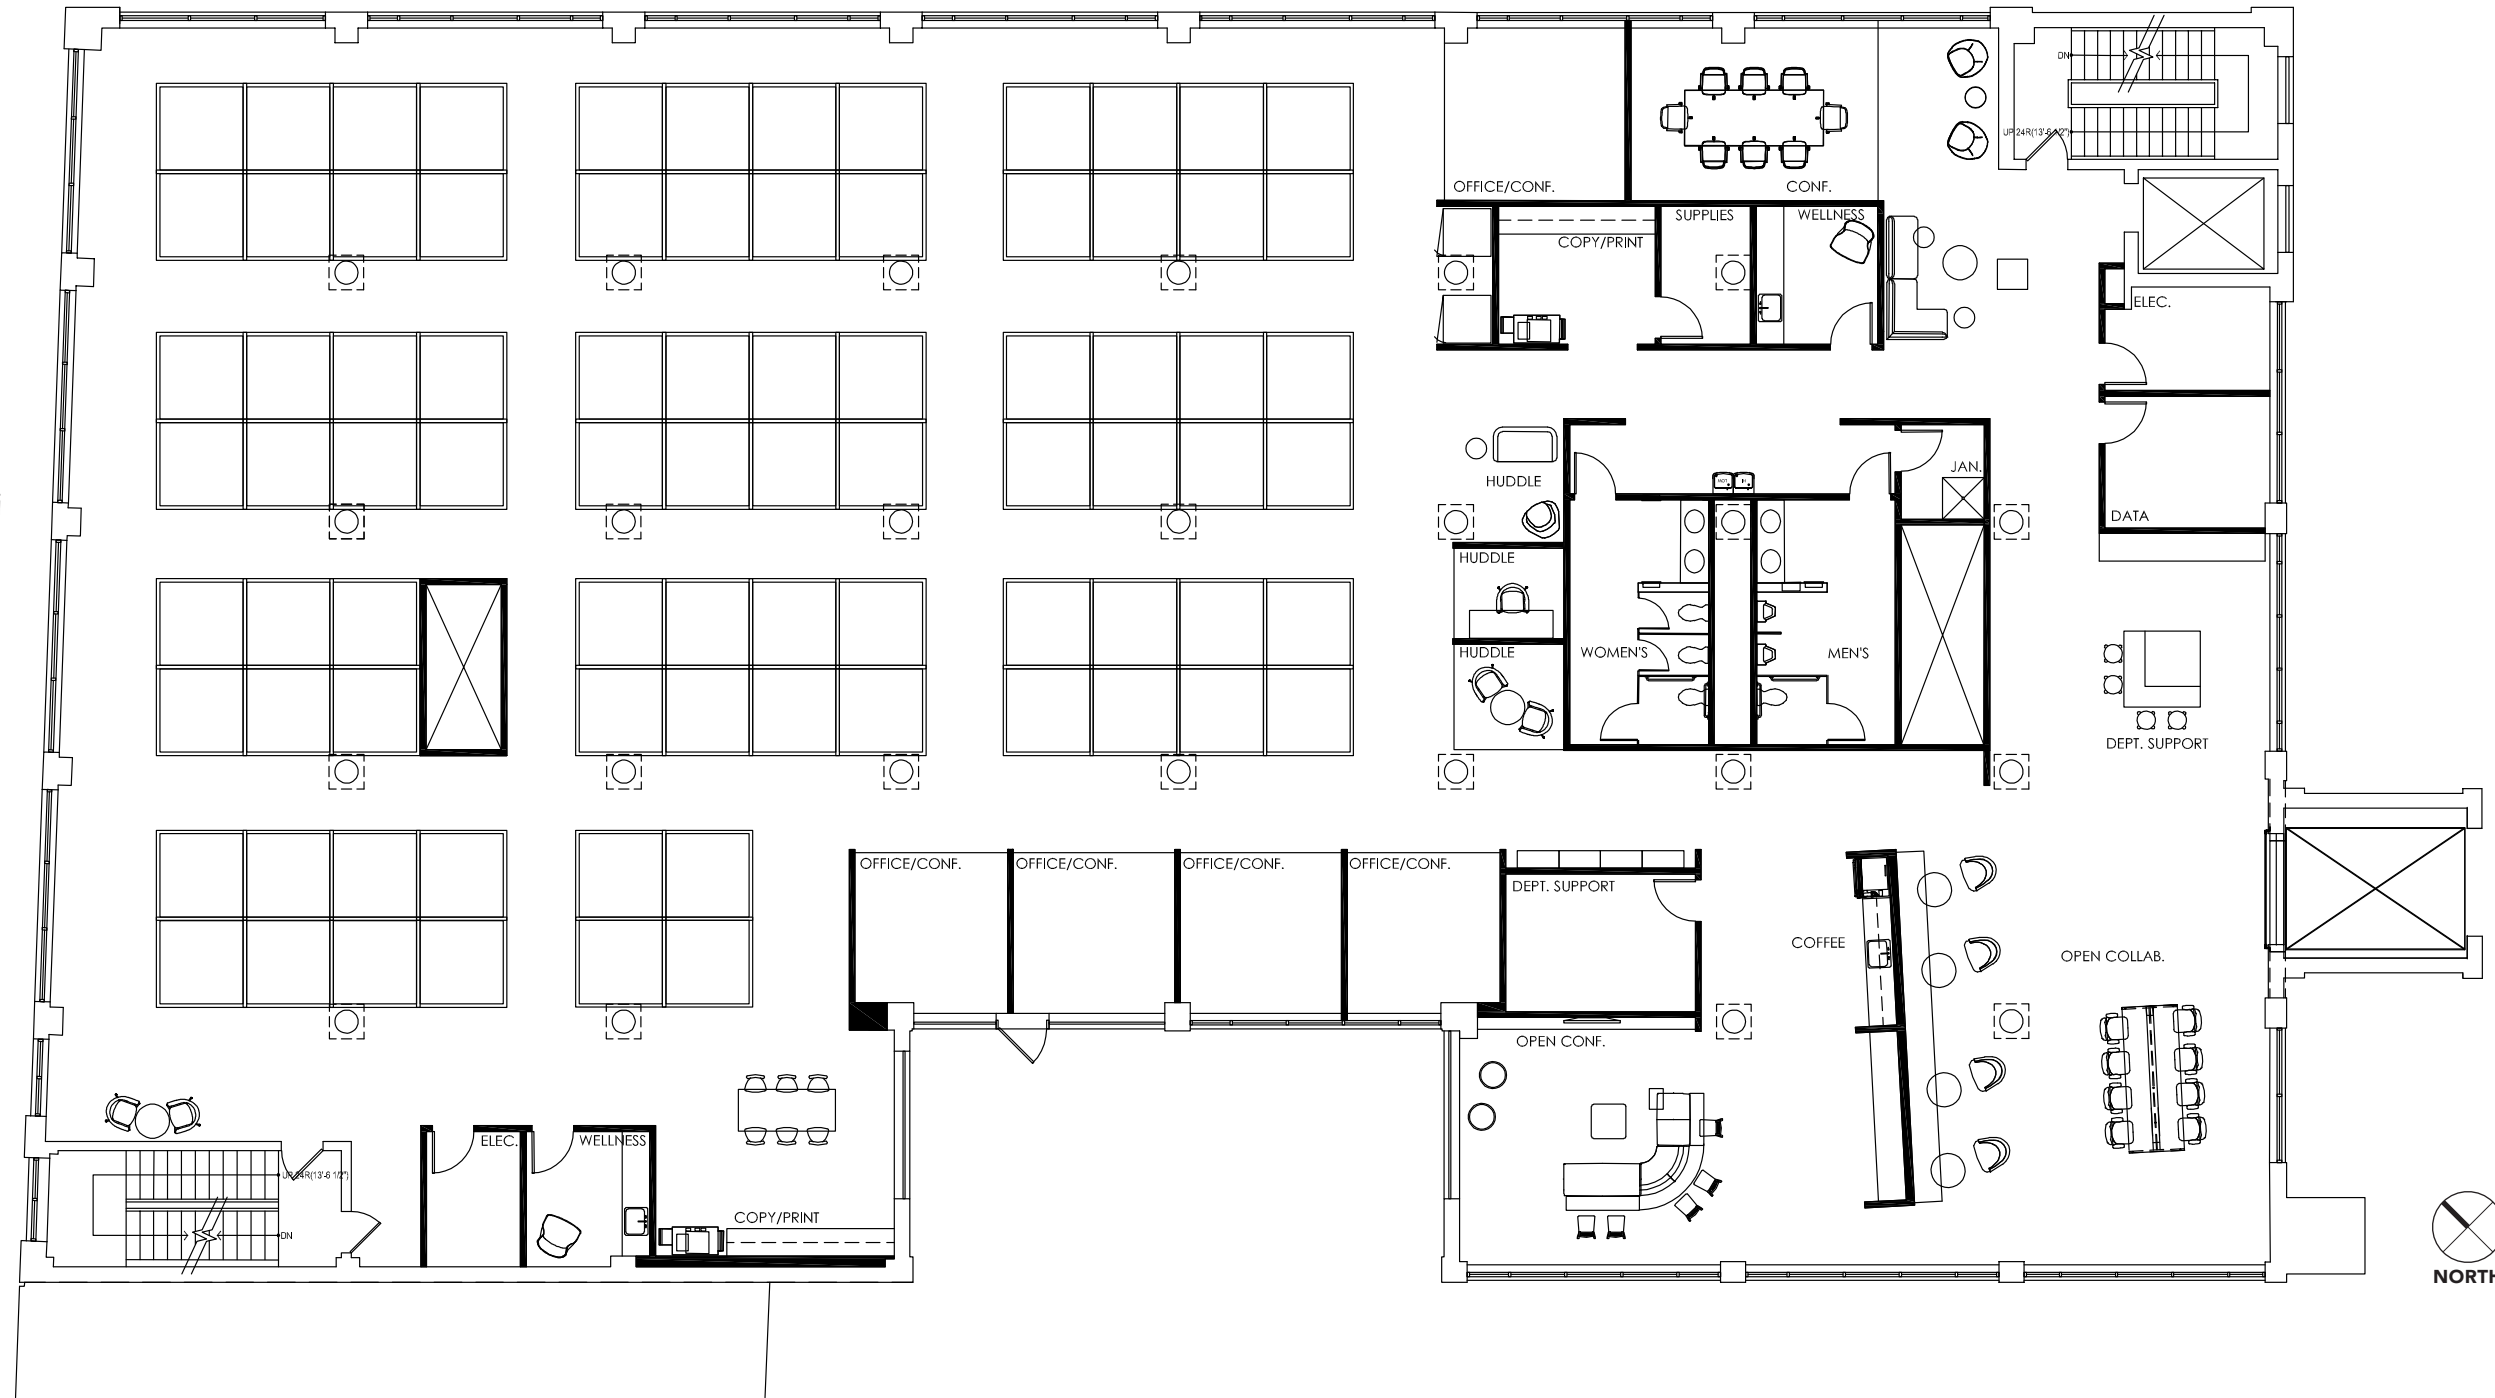 DN
UP 24R(13'-6 1/2")
OFFICE/CONF.
CONF.
SUPPLIES
WELLNESS
COPY/PRINT
ELEC.
JAN.
HUDDLE
DATA
HUDDLE
HUDDLE
WOMEN'S
MEN'S
DEPT. SUPPORT
OFFICE/CONF.
OFFICE/CONF.
OFFICE/CONF.
OFFICE/CONF.
DEPT. SUPPORT
COFFEE
OPEN COLLAB.
OPEN CONF.
ELEC.
WELLNESS
UP 24R(13'-6 1/2")
COPY/PRINT
DN
NORTH